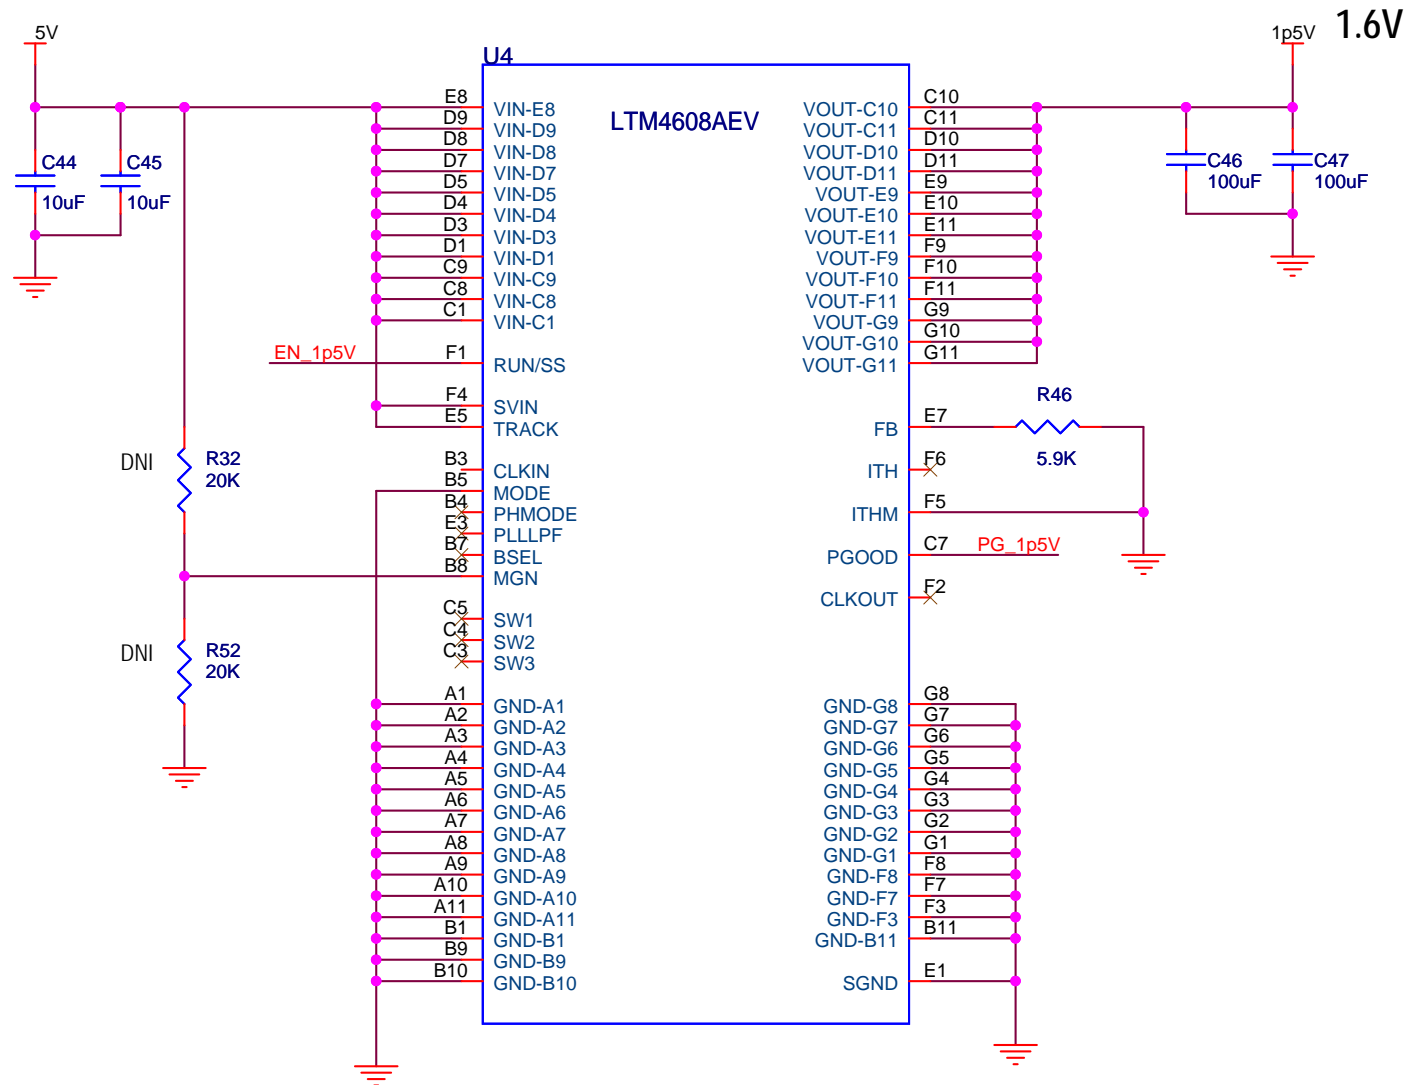 5V
1p5V
1.6V
U4
LTM4608AEV
E8 VIN-E8
D9 VIN-D9
D8 VIN-D8
D7 VIN-D7
D5 VIN-D5
D4 VIN-D4
D3 VIN-D3
D1 VIN-D1
C9 VIN-C9
C8 VIN-C8
C1 VIN-C1
EN_1p5V F1 RUN/SS
F4 SVIN
E5 TRACK
B3 CLKIN
B5 MODE
B4 PHMODE
E3 PLLLPF
B7 BSEL
B8 MGN
C5 SW1
C4 SW2
C3 SW3
A1 GND-A1
A2 GND-A2
A3 GND-A3
A4 GND-A4
A5 GND-A5
A6 GND-A6
A7 GND-A7
A8 GND-A8
A9 GND-A9
A10 GND-A10
A11 GND-A11
B1 GND-B1
B9 GND-B9
B10 GND-B10
C44
10uF
C45
10uF
DNI R32
20K
DNI R52
20K
VOUT-C10 C10
VOUT-C11 C11
VOUT-D10 D10
VOUT-D11 D11
VOUT-E9 E9
VOUT-E10 E10
VOUT-E11 E11
VOUT-F9 F9
VOUT-F10 F10
VOUT-F11 F11
VOUT-G9 G9
VOUT-G10 G10
VOUT-G11 G11
FB E7
ITH F6
ITHM F5
PGOOD C7 PG_1p5V
CLKOUT F2
GND-G8 G8
GND-G7 G7
GND-G6 G6
GND-G5 G5
GND-G4 G4
GND-G3 G3
GND-G2 G2
GND-G1 G1
GND-F8 F8
GND-F7 F7
GND-F3 F3
GND-B11 B11
SGND E1
C46
100uF
C47
100uF
R46
5.9K